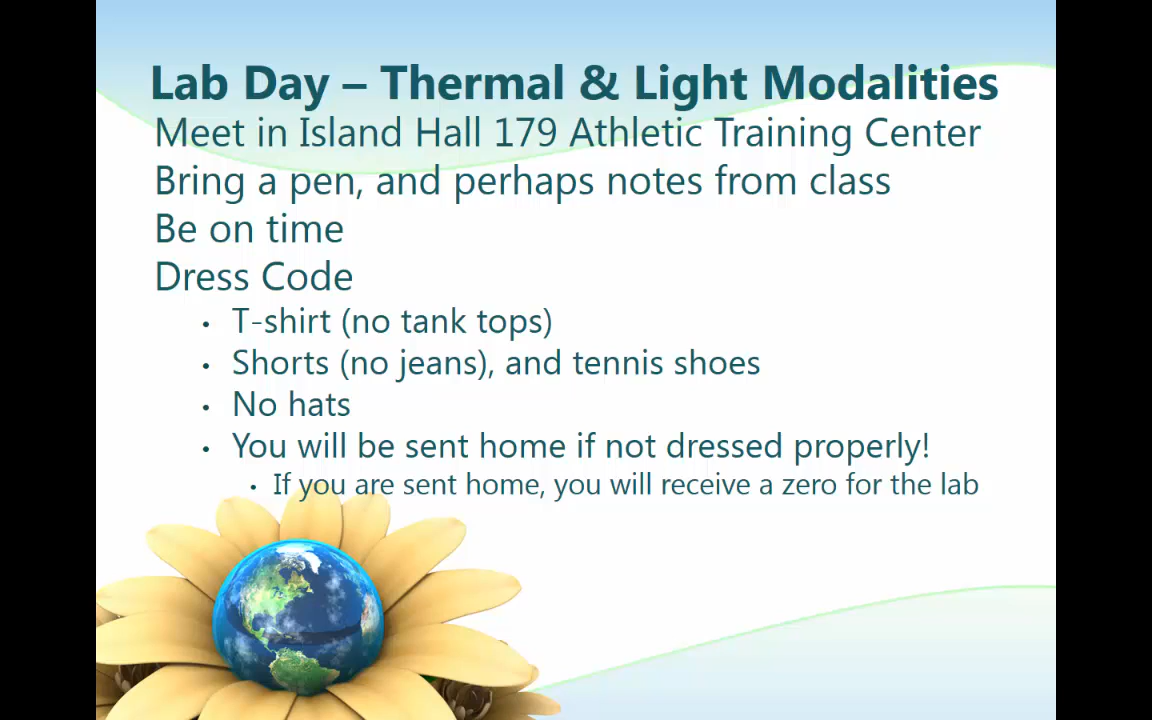 Lab Day – Thermal & Light Modalities
Meet in Island Hall 179 Athletic Training Center
Bring a pen, and perhaps notes from class
Be on time
Dress Code
• T-shirt (no tank tops)
• Shorts (no jeans), and tennis shoes
• No hats
• You will be sent home if not dressed properly!
• If you are sent home, you will receive a zero for the lab